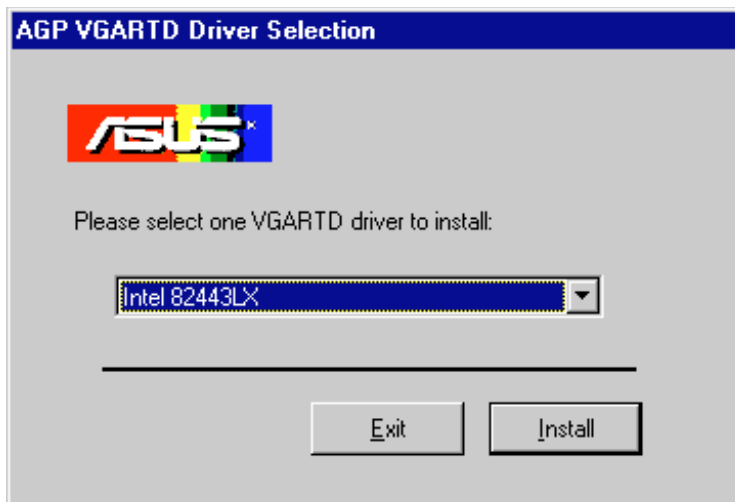 AGP VGARTD Driver Selection
ASUS
Please select one VGARTD driver to install:
Intel 82443LX
Exit
Install